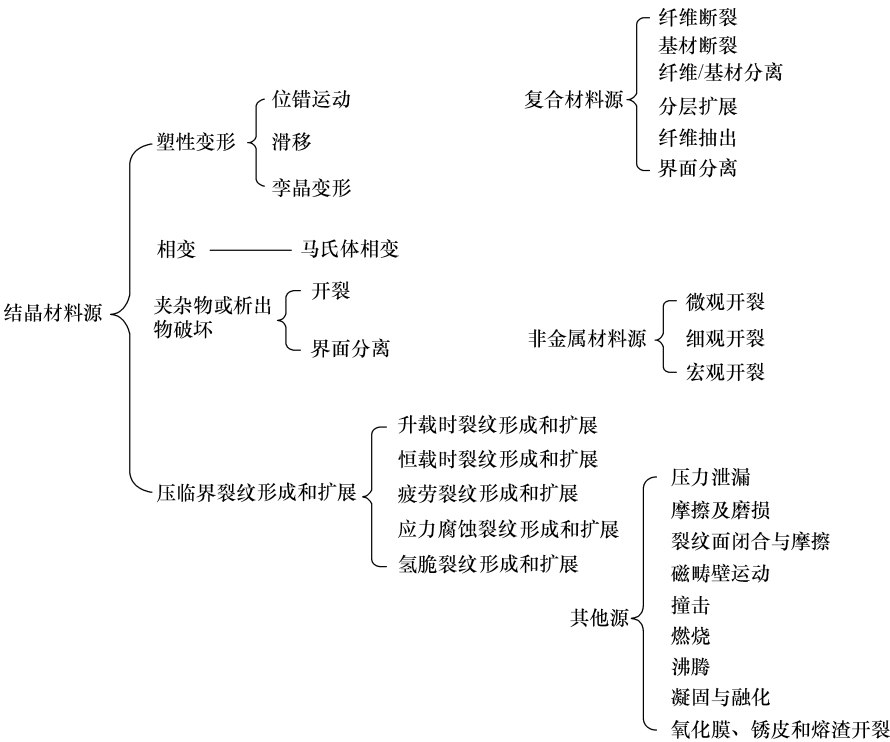 结晶材料源
塑性变形
位错运动
滑移
孪晶变形
相变
马氏体相变
夹杂物或析出
物破坏
开裂
界面分离
压临界裂纹形成和扩展
升载时裂纹形成和扩展
恒载时裂纹形成和扩展
疲劳裂纹形成和扩展
应力腐蚀裂纹形成和扩展
氢脆裂纹形成和扩展
复合材料源
纤维断裂
基材断裂
纤维/基材分离
分层扩展
纤维抽出
界面分离
非金属材料源
微观开裂
细观开裂
宏观开裂
其他源
压力泄漏
摩擦及磨损
裂纹面闭合与摩擦
磁畴壁运动
撞击
燃烧
沸腾
凝固与融化
氧化膜、锈皮和熔渣开裂